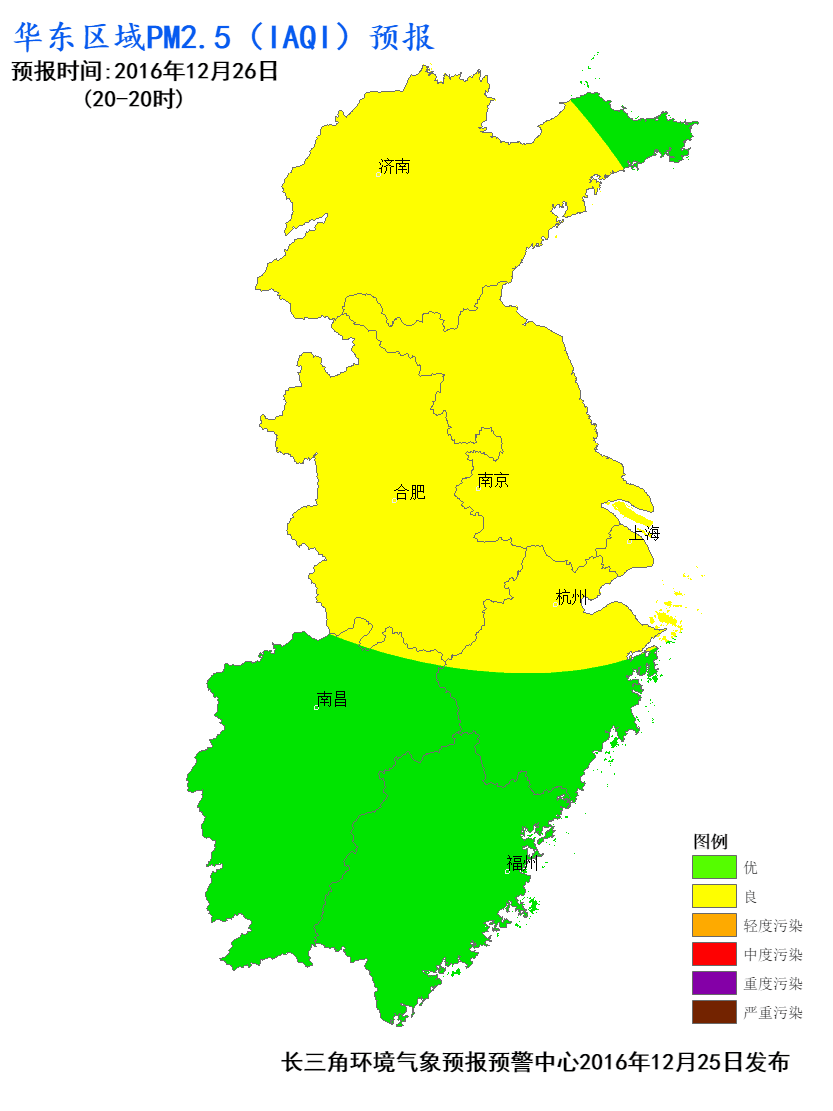 华东区域PM2.5（IAQI）预报
预报时间:2016年12月26日
(20-20时)
济南
南京
合肥
上海
杭州
南昌
福州
图例
优
良
轻度污染
中度污染
重度污染
严重污染
长三角环境气象预报预警中心2016年12月25日发布